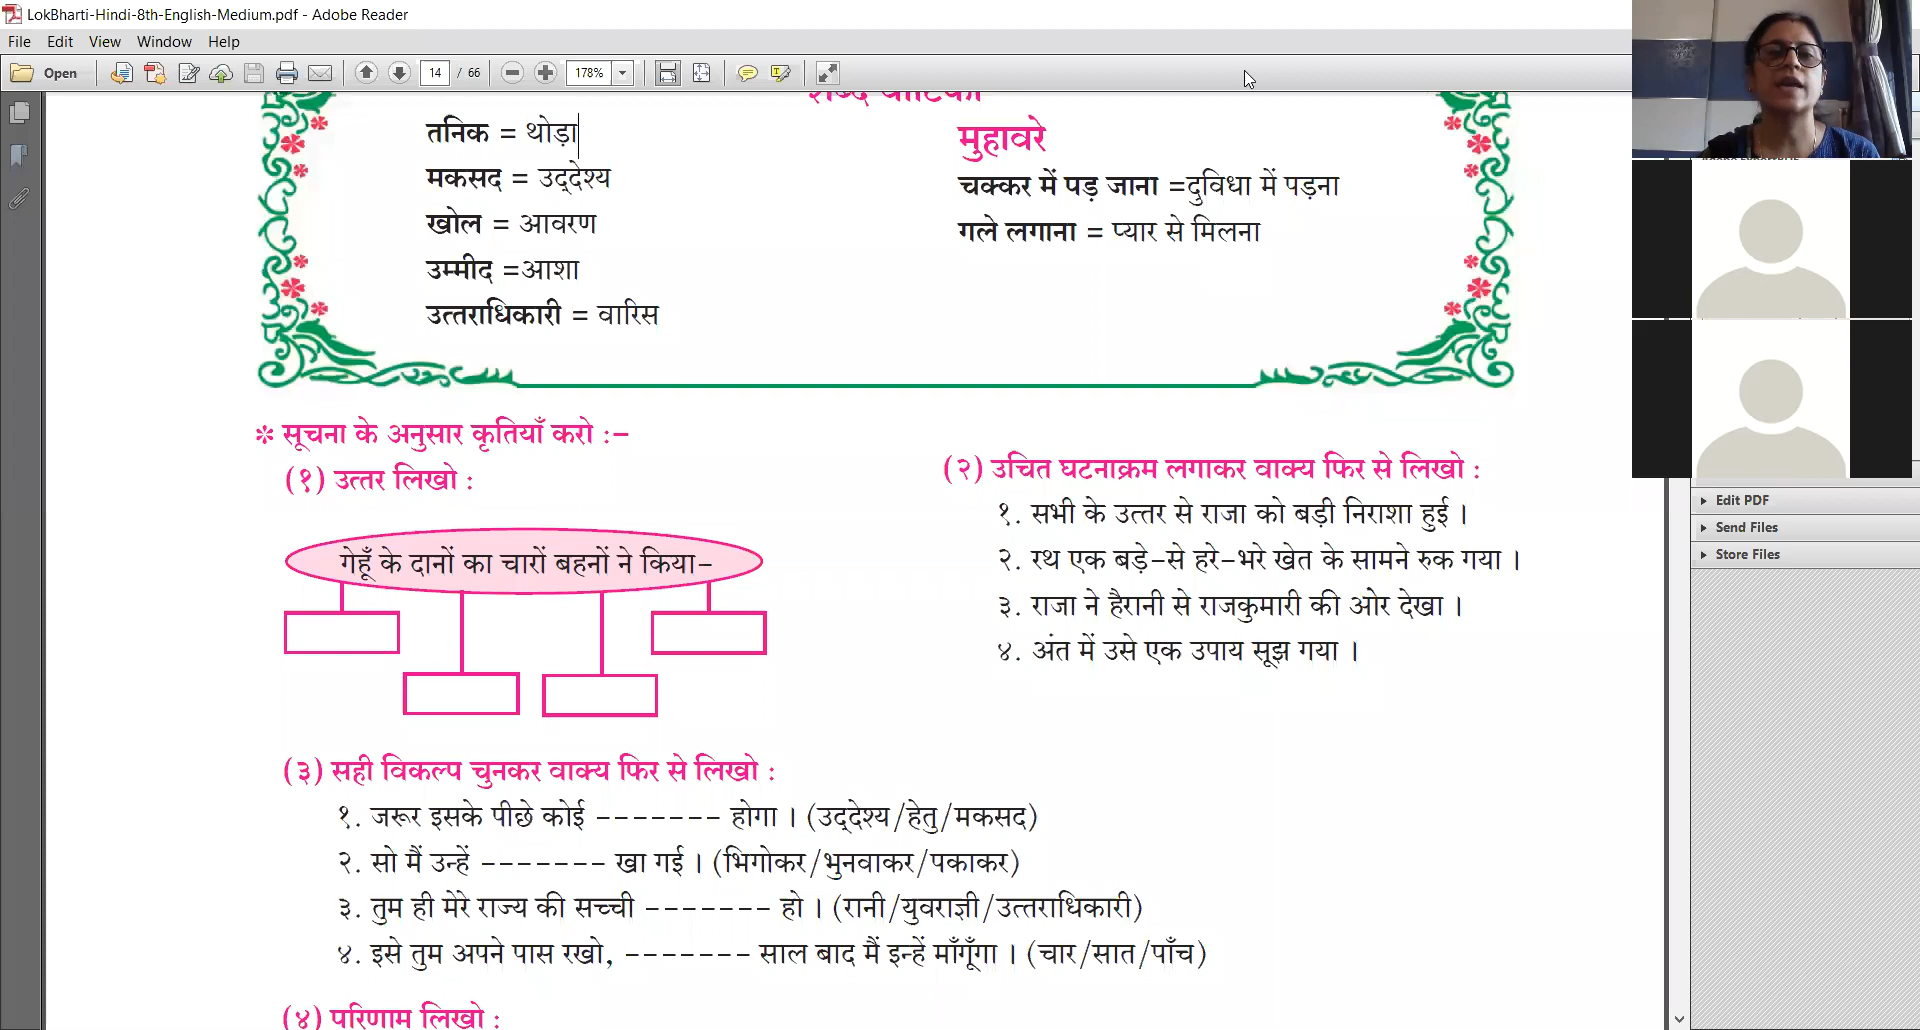 LokBharti-Hindi-8th-English-Medium.pdf - Adobe Reader
File Edit View Window Help
Open 14 / 66 178%
शब्द वाटिका
तनिक = थोड़ा
मकसद = उद्‌देश्य
खोल = आवरण
उम्मीद =आशा
उत्तराधिकारी = वारिस
मुहावरे
चक्कर में पड़ जाना =दुविधा में पड़ना
गले लगाना = प्यार से मिलना
* सूचना के अनुसार कृतियाँ करो :-
(१) उत्तर लिखो :
गेहूँ के दानों का चारों बहनों ने किया-
(२) उचित घटनाक्रम लगाकर वाक्य फिर से लिखो :
१. सभी के उत्तर से राजा को बड़ी निराशा हुई ।
२. रथ एक बड़े-से हरे-भरे खेत के सामने रुक गया ।
३. राजा ने हैरानी से राजकुमारी की ओर देखा ।
४. अंत में उसे एक उपाय सूझ गया ।
(३) सही विकल्प चुनकर वाक्य फिर से लिखो :
१. जरूर इसके पीछे कोई ------- होगा । (उद्‌देश्य/हेतु/मकसद)
२. सो मैं उन्हें ------- खा गई । (भिगोकर/भुनवाकर/पकाकर)
३. तुम ही मेरे राज्य की सच्ची ------- हो । (रानी/युवराज्ञी/उत्तराधिकारी)
४. इसे तुम अपने पास रखो, ------- साल बाद मैं इन्हें माँगूँगा । (चार/सात/पाँच)
(४) परिणाम लिखो :
Edit PDF
Send Files
Store Files